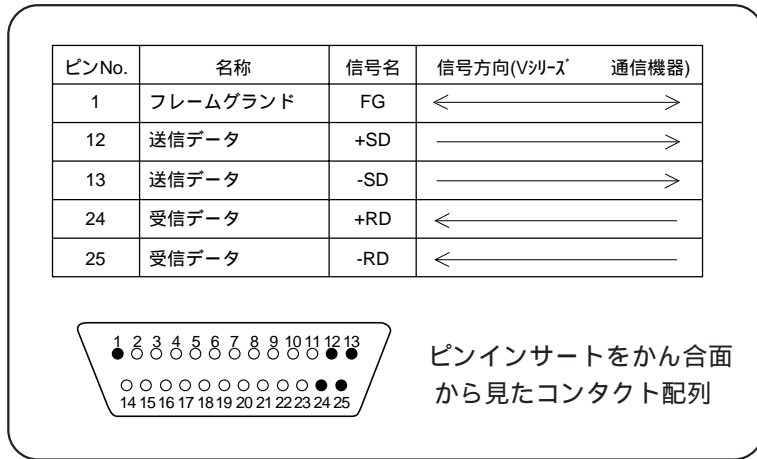 ピンNo. 名称 信号名 信号方向(Vｼﾘｰｽﾞ 通信機器)
1 フレームグランド FG
12 送信データ +SD
13 送信データ -SD
24 受信データ +RD
25 受信データ -RD
1 2 3 4 5 6 7 8 9 10 11 12 13
14 15 16 17 18 19 20 21 22 23 24 25
ピンインサートをかん合面
から見たコンタクト配列